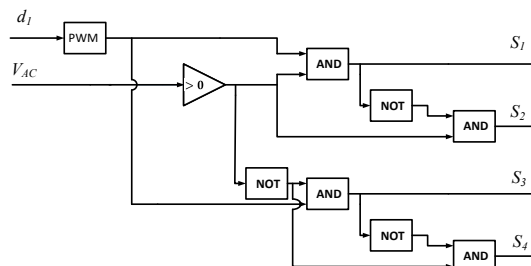 d1
PWM
VAC
> 0
AND
S1
NOT
AND
S2
NOT
AND
S3
NOT
AND
S4